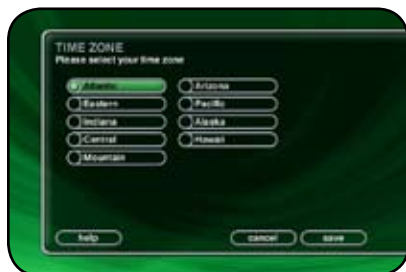 TIME ZONE
Please select your time zone
Atlantic
Eastern
Indiana
Central
Mountain
Arizona
Pacific
Alaska
Hawaii
help
cancel
save